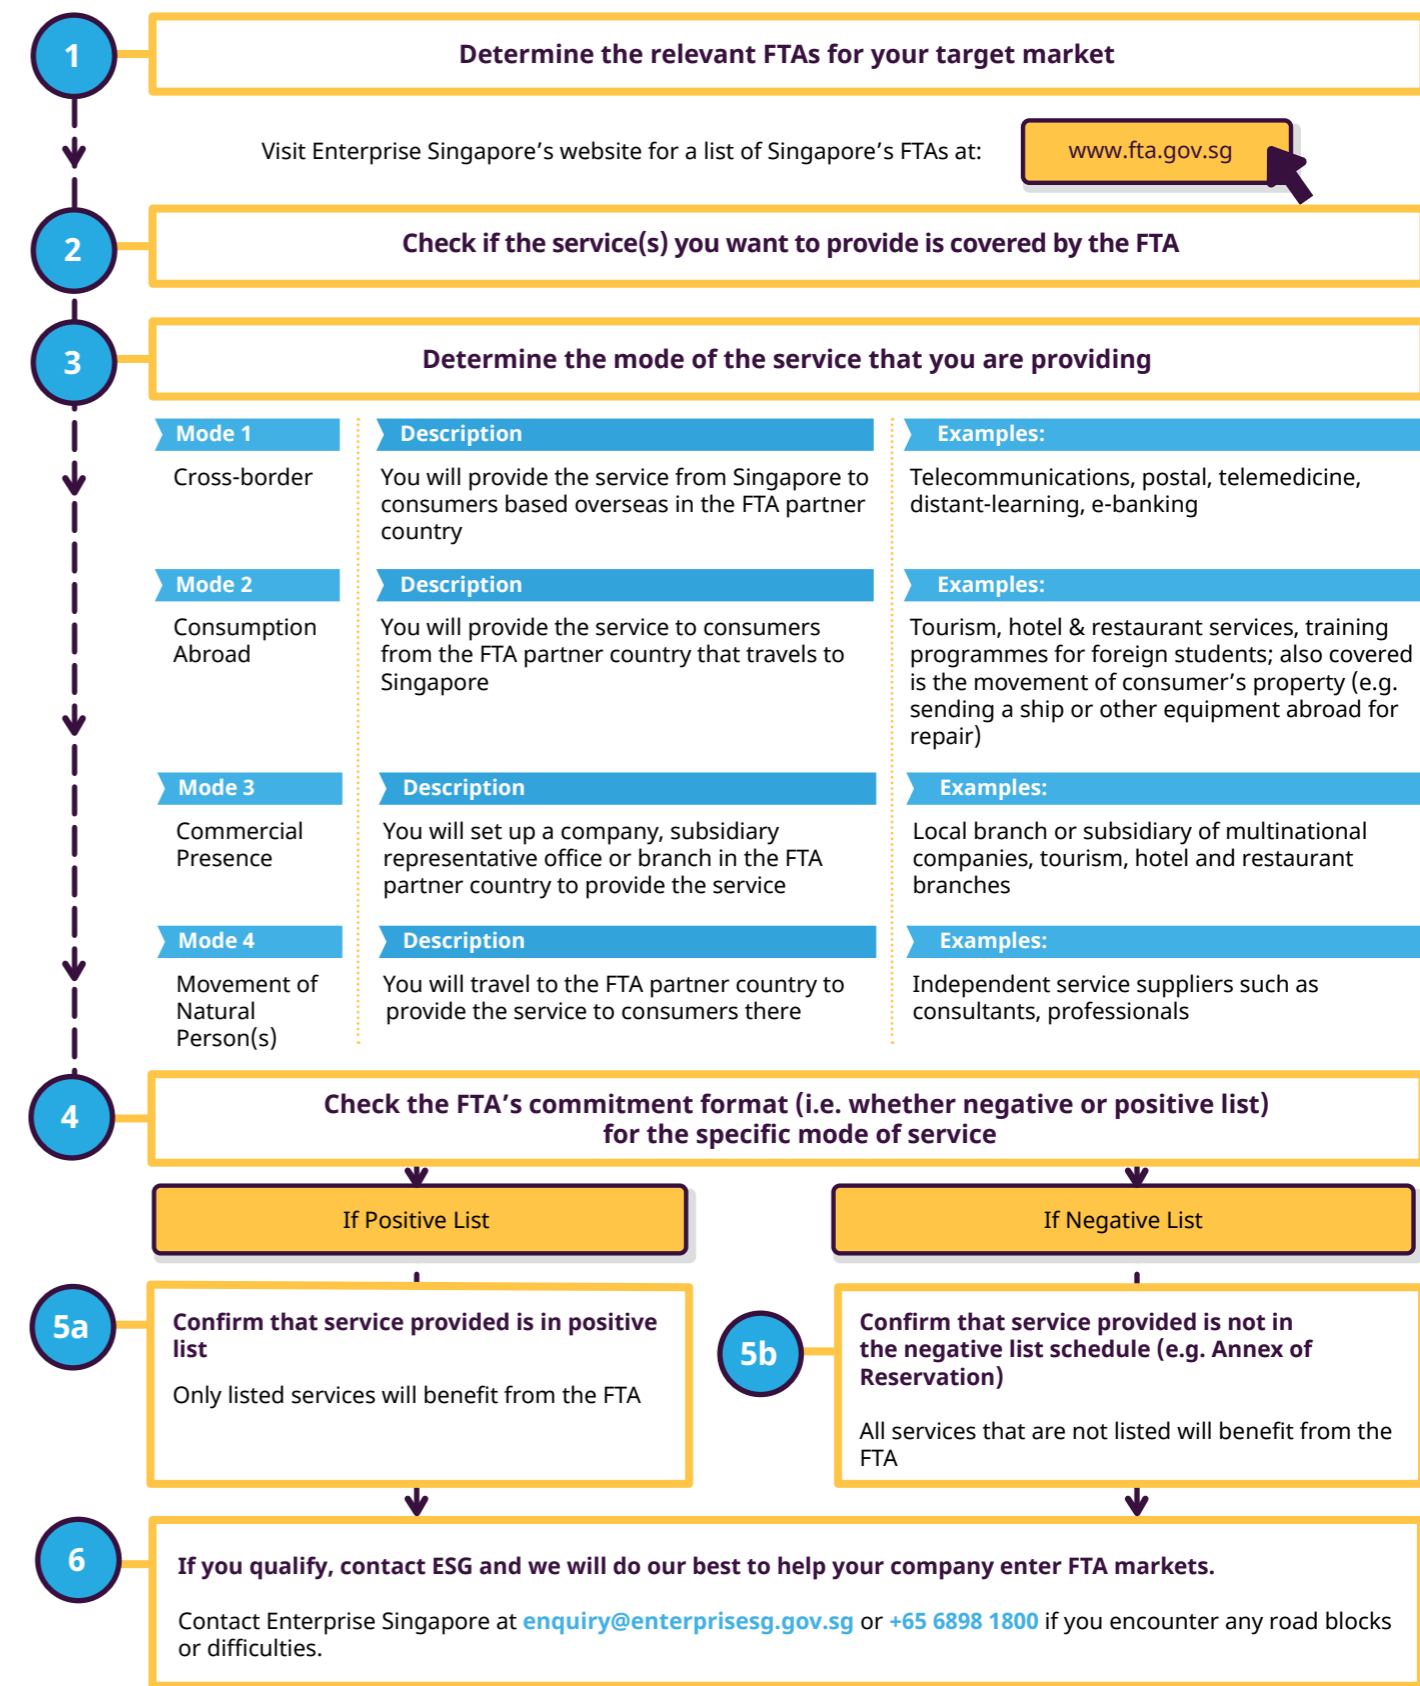 1
Determine the relevant FTAs for your target market
Visit Enterprise Singapore's website for a list of Singapore's FTAs at:
www.fta.gov.sg
2
Check if the service(s) you want to provide is covered by the FTA
3
Determine the mode of the service that you are providing
Mode 1
Cross-border
Description
You will provide the service from Singapore to
consumers based overseas in the FTA partner
country
Examples:
Telecommunications, postal, telemedicine,
distant-learning, e-banking
Mode 2
Consumption
Abroad
Description
You will provide the service to consumers
from the FTA partner country that travels to
Singapore
Examples:
Tourism, hotel & restaurant services, training
programmes for foreign students; also covered
is the movement of consumer's property (e.g.
sending a ship or other equipment abroad for
repair)
Mode 3
Commercial
Presence
Description
You will set up a company, subsidiary
representative office or branch in the FTA
partner country to provide the service
Examples:
Local branch or subsidiary of multinational
companies, tourism, hotel and restaurant
branches
Mode 4
Movement of
Natural
Person(s)
Description
You will travel to the FTA partner country to
provide the service to consumers there
Examples:
Independent service suppliers such as
consultants, professionals
4
Check the FTA's commitment format (i.e. whether negative or positive list)
for the specific mode of service
If Positive List
If Negative List
5a
Confirm that service provided is in positive
list
Only listed services will benefit from the FTA
5b
Confirm that service provided is not in
the negative list schedule (e.g. Annex of
Reservation)
All services that are not listed will benefit from the
FTA
6
If you qualify, contact ESG and we will do our best to help your company enter FTA markets.
Contact Enterprise Singapore at enquiry@enterprisesg.gov.sg or +65 6898 1800 if you encounter any road blocks
or difficulties.